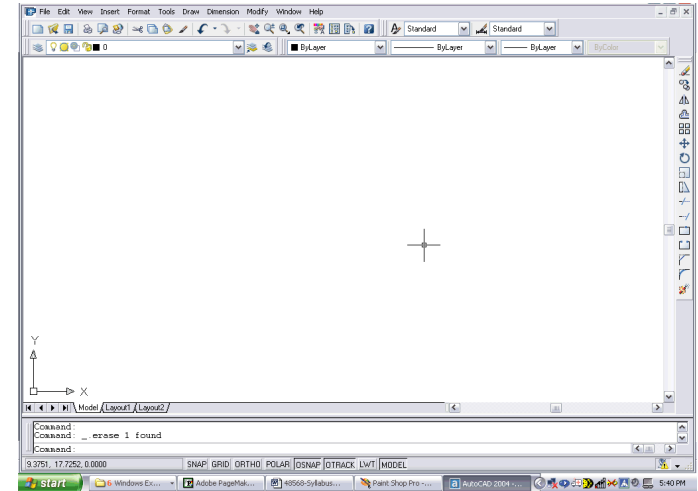 File Edit View Insert Format Tools Draw Dimension Modify Window Help
Standard Standard
0 ByLayer ByLayer ByLayer ByColor
Y
X
Model Layout1 Layout2
Command:
Command: _.erase 1 found
Command:
9.3751, 17.7252, 0.0000 SNAP GRID ORTHO POLAR OSNAP OTRACK LWT MODEL
start 6 Windows Ex... Adobe PageMak... 48568-Syllabus... Paint Shop Pro -... AutoCAD 2004 -... 5:40 PM